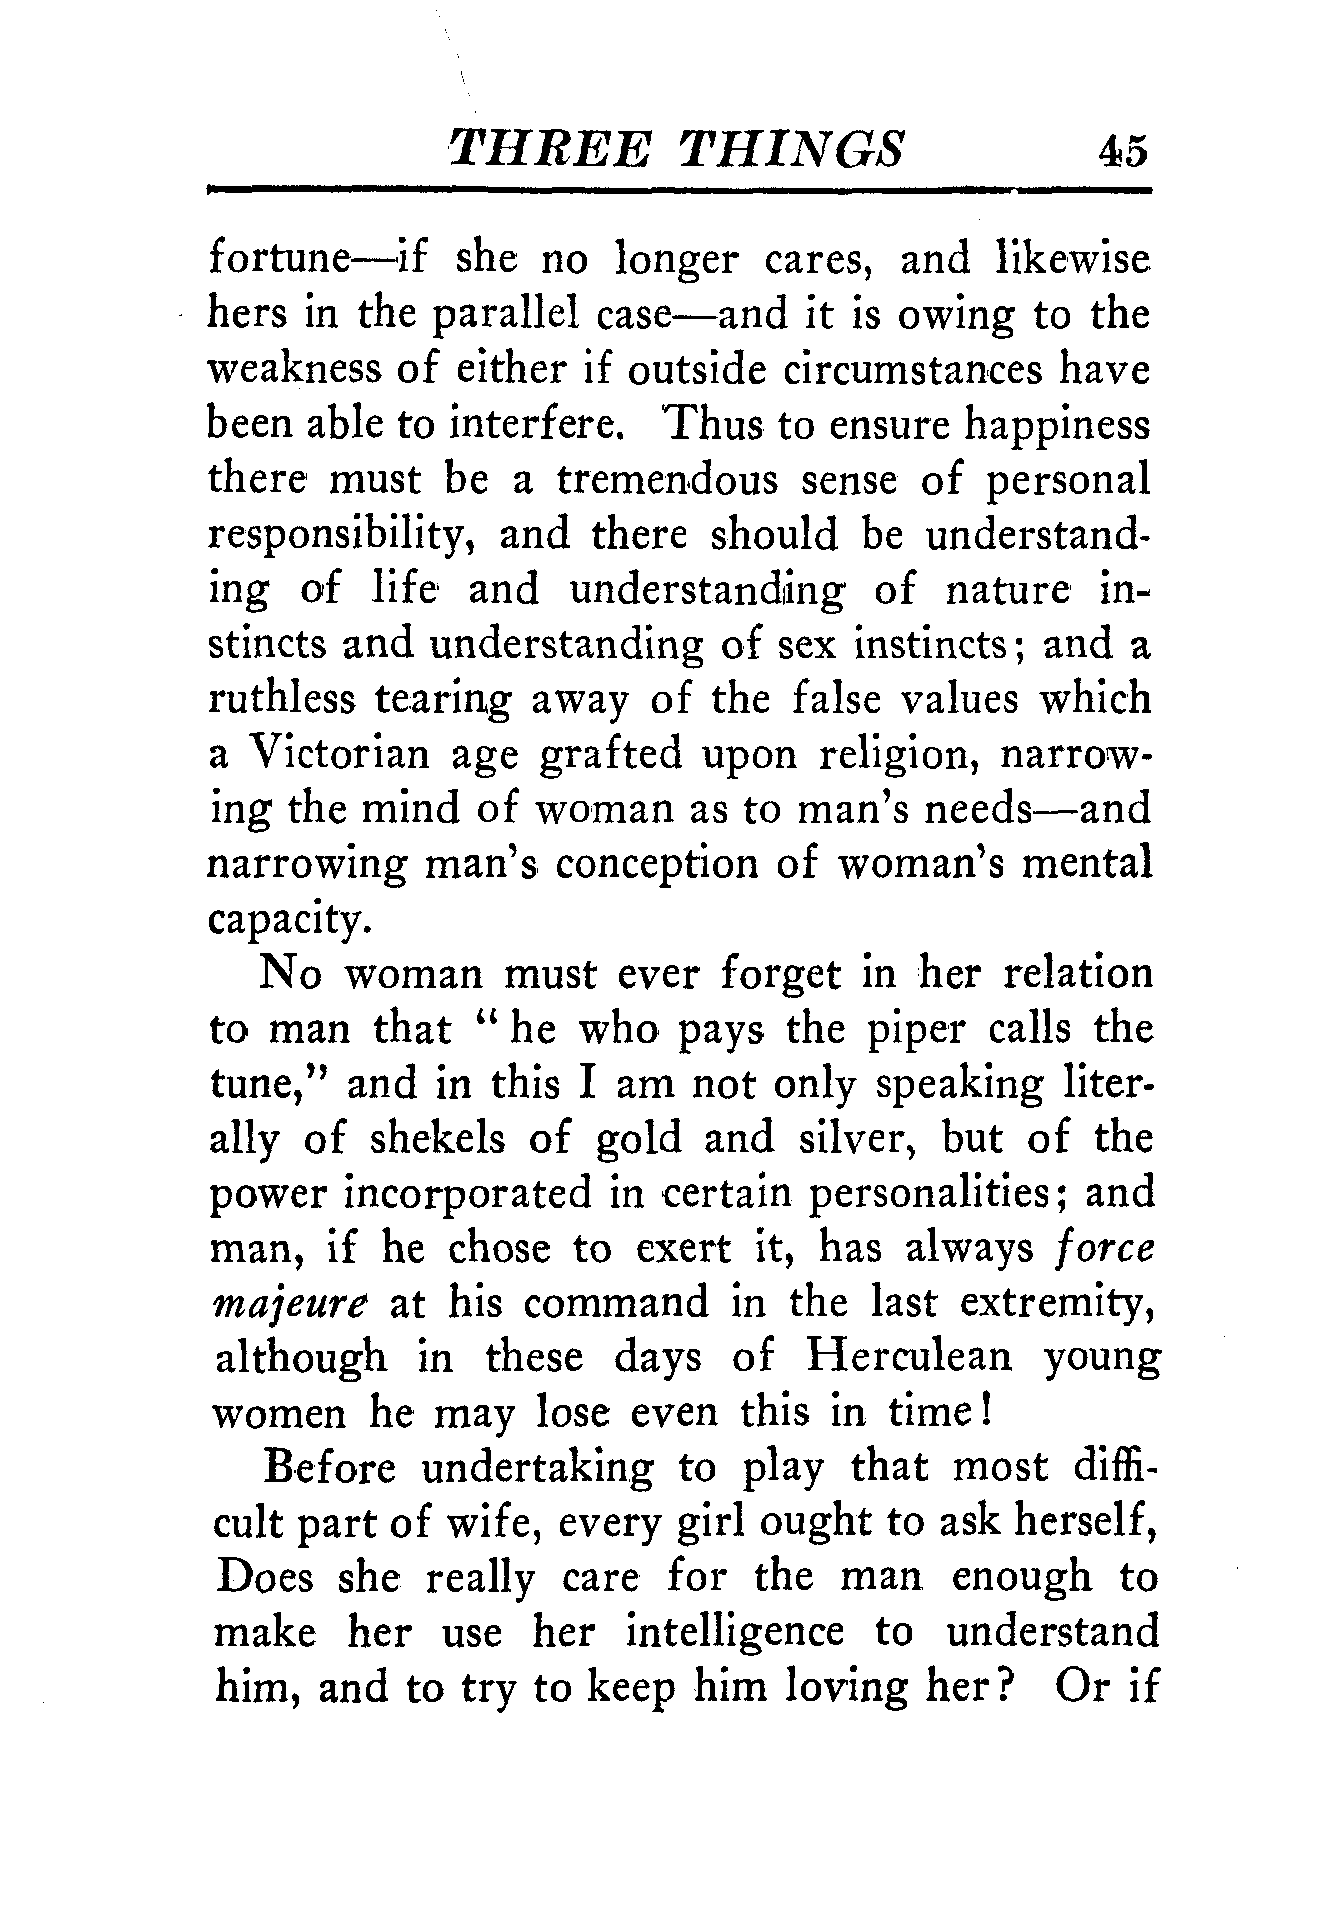 THREE THINGS 45
fortune—if she no longer cares, and likewise
hers in the parallel case—and it is owing to the
weakness of either if outside circumstances have
been able to interfere. Thus to ensure happiness
there must be a tremendous sense of personal
responsibility, and there should be understand-
ing of life and understanding of nature in-
stincts and understanding of sex instincts; and a
ruthless tearing away of the false values which
a Victorian age grafted upon religion, narrow-
ing the mind of woman as to man's needs—and
narrowing man's conception of woman's mental
capacity.
No woman must ever forget in her relation
to man that "he who pays the piper calls the
tune," and in this I am not only speaking liter-
ally of shekels of gold and silver, but of the
power incorporated in certain personalities; and
man, if he chose to exert it, has always force
majeure at his command in the last extremity,
although in these days of Herculean young
women he may lose even this in time!
Before undertaking to play that most diffi-
cult part of wife, every girl ought to ask herself,
Does she really care for the man enough to
make her use her intelligence to understand
him, and to try to keep him loving her? Or if